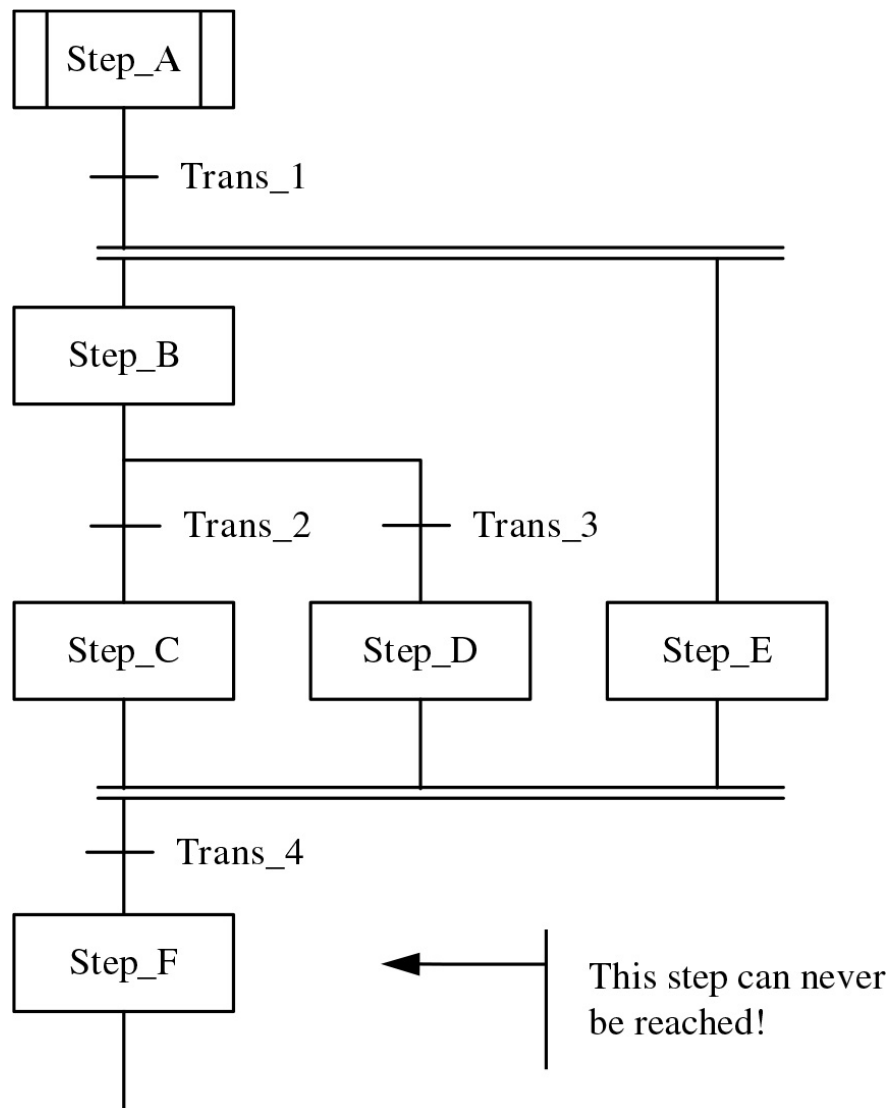 Step_A
Trans_1
Step_B
Trans_2
Trans_3
Step_C
Step_D
Step_E
Trans_4
Step_F
This step can never
be reached!